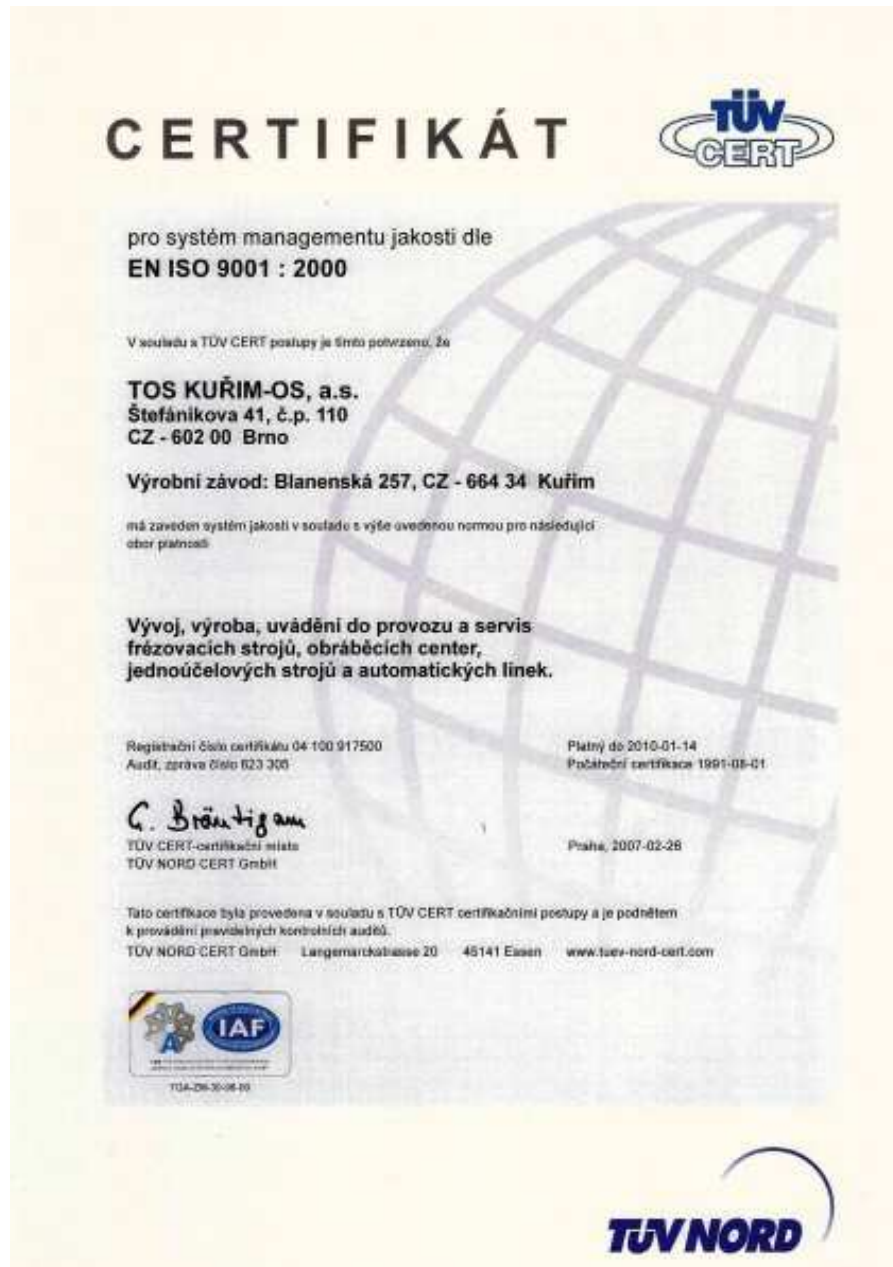 CERTIFIKÁT
TÜV
CERT
pro systém managementu jakosti dle
EN ISO 9001 : 2000
V souladu s TÜV CERT postupy je tímto potvrzeno, že
TOS KUŘIM-OS, a.s.
Štefánikova 41, č.p. 110
CZ - 602 00 Brno
Výrobní závod: Blanenská 257, CZ - 664 34 Kuřim
má zaveden systém jakosti v souladu s výše uvedenou normou pro následující
obor platnosti
Vývoj, výroba, uvádění do provozu a servis
frézovacích strojů, obráběcích center,
jednoúčelových strojů a automatických linek.
Registrační číslo certifikátu 04 100 917500
Platný do 2010-01-14
Audit, zpráva číslo 623 305
Počáteční certifikace 1991-08-01
G. Bräutigam
TÜV CERT-certifikační místo
Praha, 2007-02-26
TÜV NORD CERT GmbH
Tato certifikace byla provedena v souladu s TÜV CERT certifikačními postupy a je podnětem
k provádění pravidelných kontrolních auditů.
TÜV NORD CERT GmbH Langemarckstrasse 20 45141 Essen www.tuev-nord-cert.com
IAF
TÜV NORD